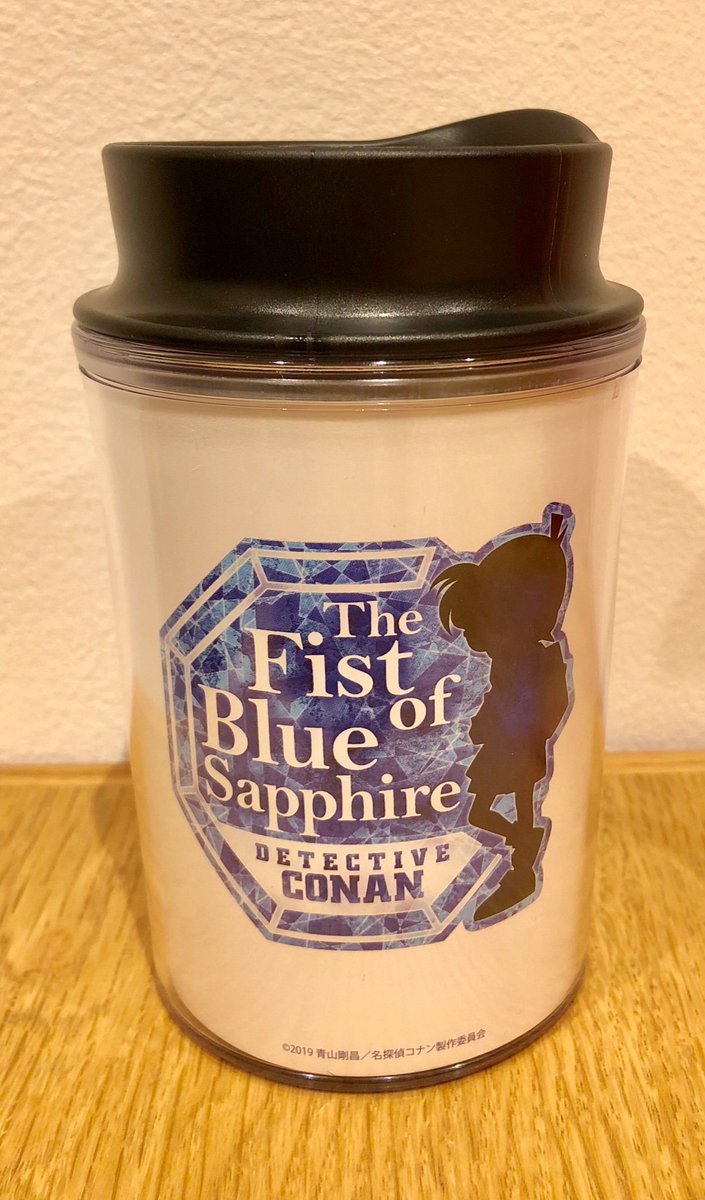 The
Fist
of
Blue
Sapphire
DETECTIVE
CONAN
©2019 青山剛昌／名探偵コナン製作委員会